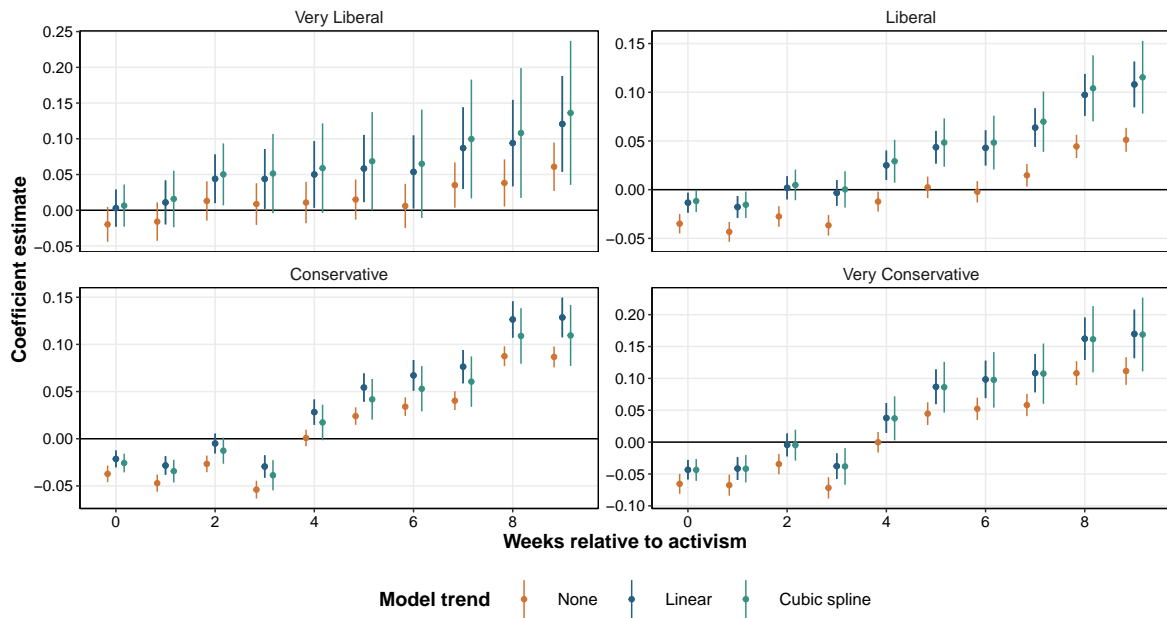 Very Liberal
Liberal
0.25
0.20
0.15
0.10
0.05
0.00
−0.05
0.15
0.10
0.05
0.00
−0.05
Conservative
Very Conservative
0.15
0.10
0.05
0.00
−0.05
0.20
0.15
0.10
0.05
0.00
−0.05
−0.10
0 2 4 6 8
0 2 4 6 8
Coefficient estimate
Weeks relative to activism
Model trend None Linear Cubic spline